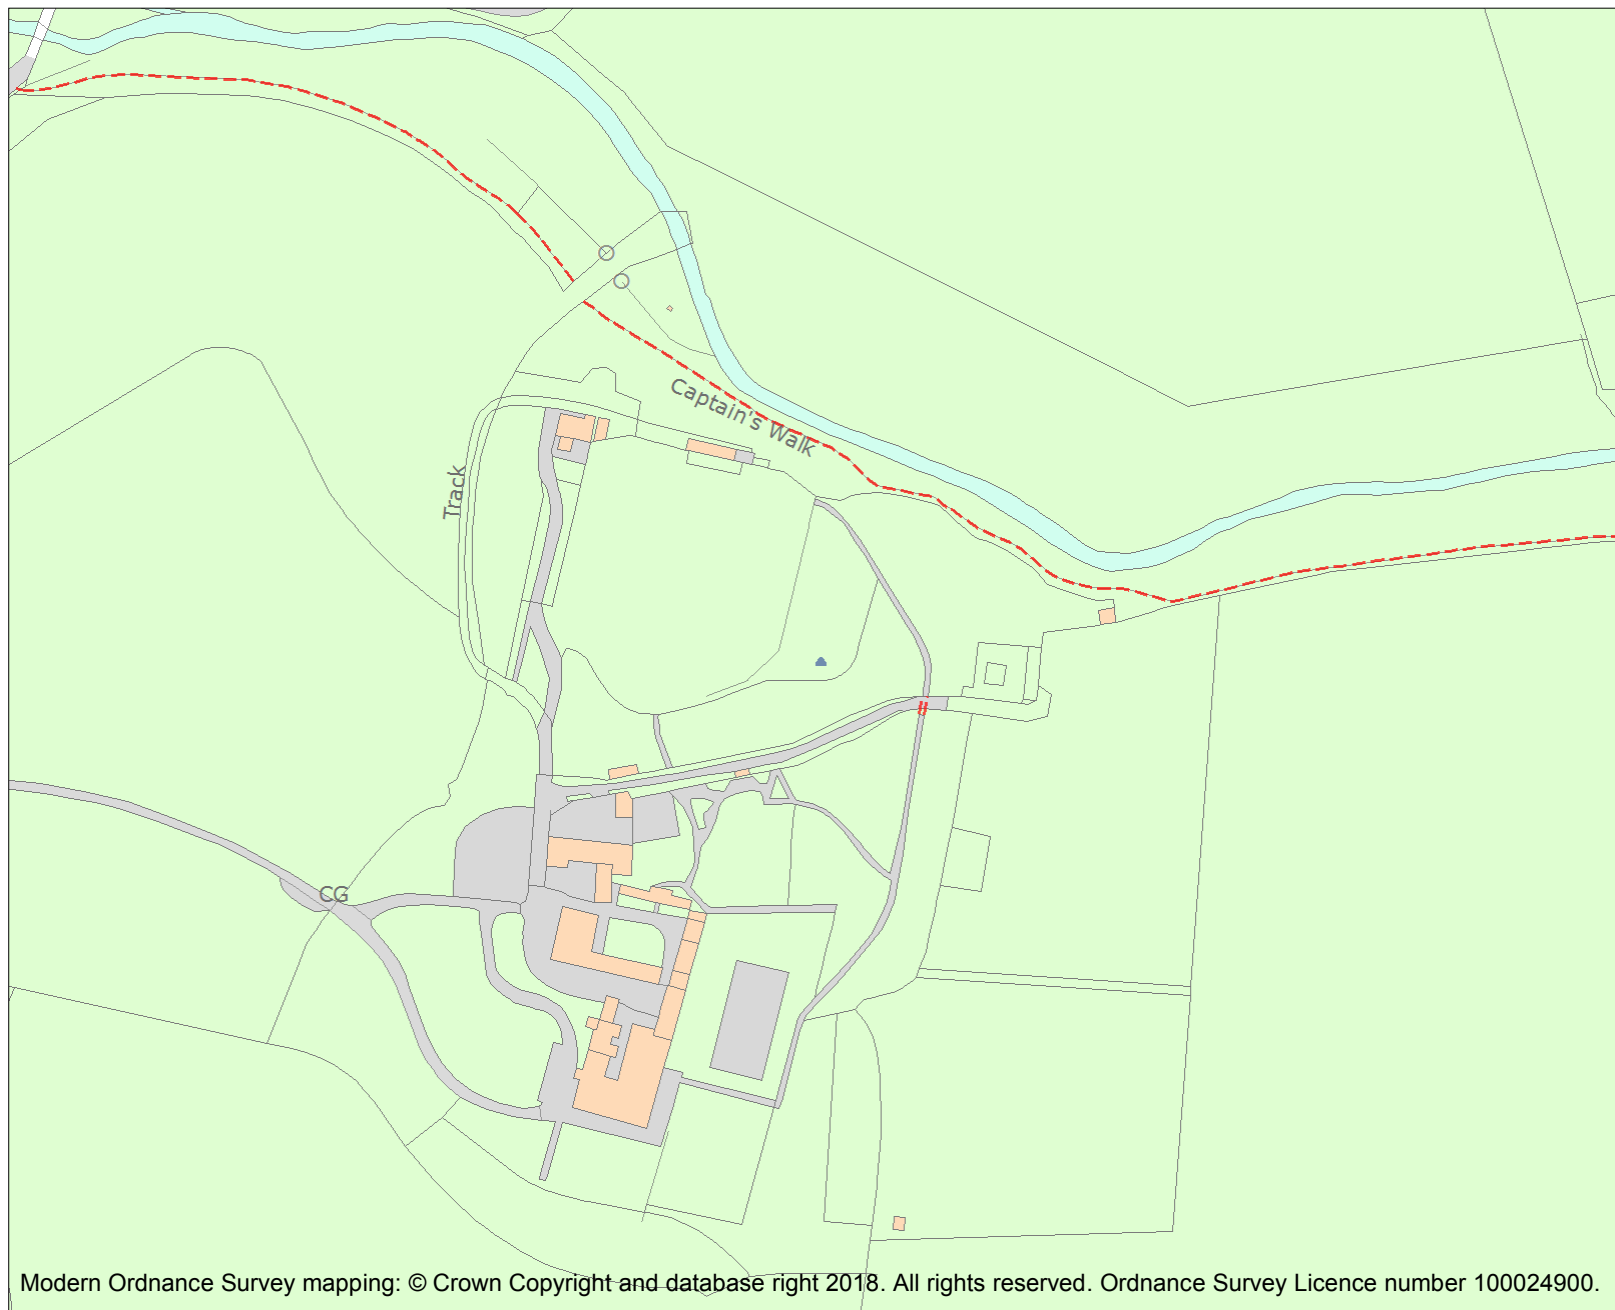 Captain's Walk
Track
CG
Modern Ordnance Survey mapping: © Crown Copyright and database right 2018. All rights reserved. Ordnance Survey Licence number 100024900.